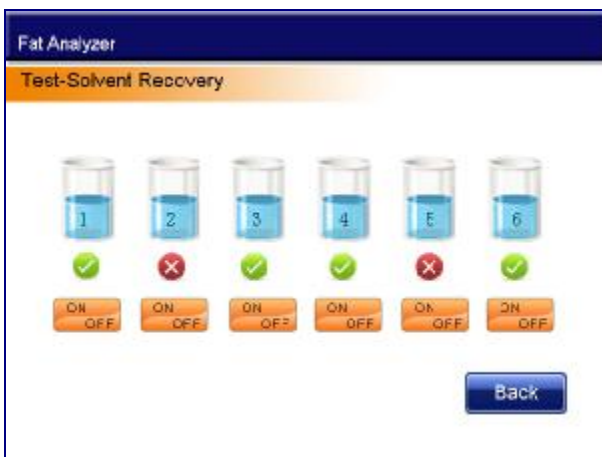 Fat Analyzer
Test-Solvent Recovery
1 2 3 4 5 6
ON ON ON ON ON ON
OFF OFF OFF OFF OFF OFF
Back